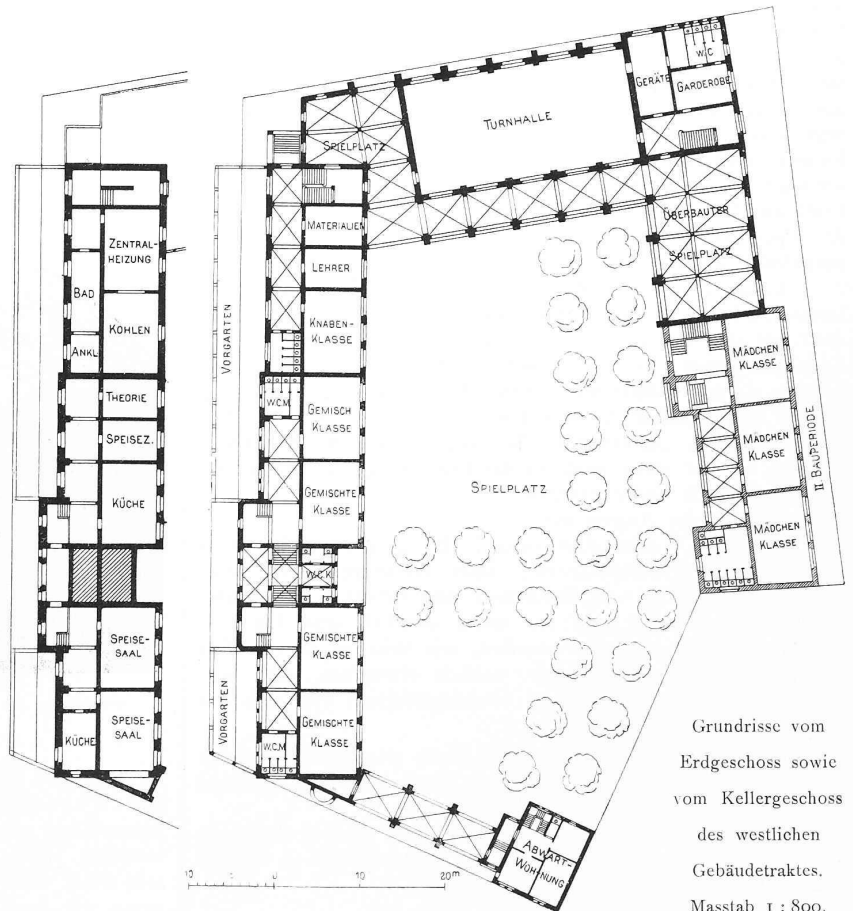 ZENTRAL-
HEIZUNG
BAD
KOHLEN
ANKL
THEORIE
SPEISEZ.
KÜCHE
SPEISE-
SAAL
SPEISE-
SAAL
KÜCHE
VORGARTEN
VORGARTEN
SPIELPLATZ
MATERIALIEN
LEHRER
KNABEN-
KLASSE
W.C.M.
GEMISCH
KLASSE
GEMISCHTE
KLASSE
W.C.K.
GEMISCHTE
KLASSE
GEMISCHTE
KLASSE
W.C.M.
TURNHALLE
GERÄTE
W.C
GARDEROBE
ÜBERBAUTER
SPIELPLATZ
MÄDCHEN
KLASSE
MÄDCHEN
KLASSE
MÄDCHEN
KLASSE
II BAUPERIODE
SPIELPLATZ
ABWART-
WOHNUNG
10 0 10 20m
Grundrisse vom
Erdgeschoss sowie
vom Kellergeschoss
des westlichen
Gebäudetraktes.
Masstab 1 : 800.